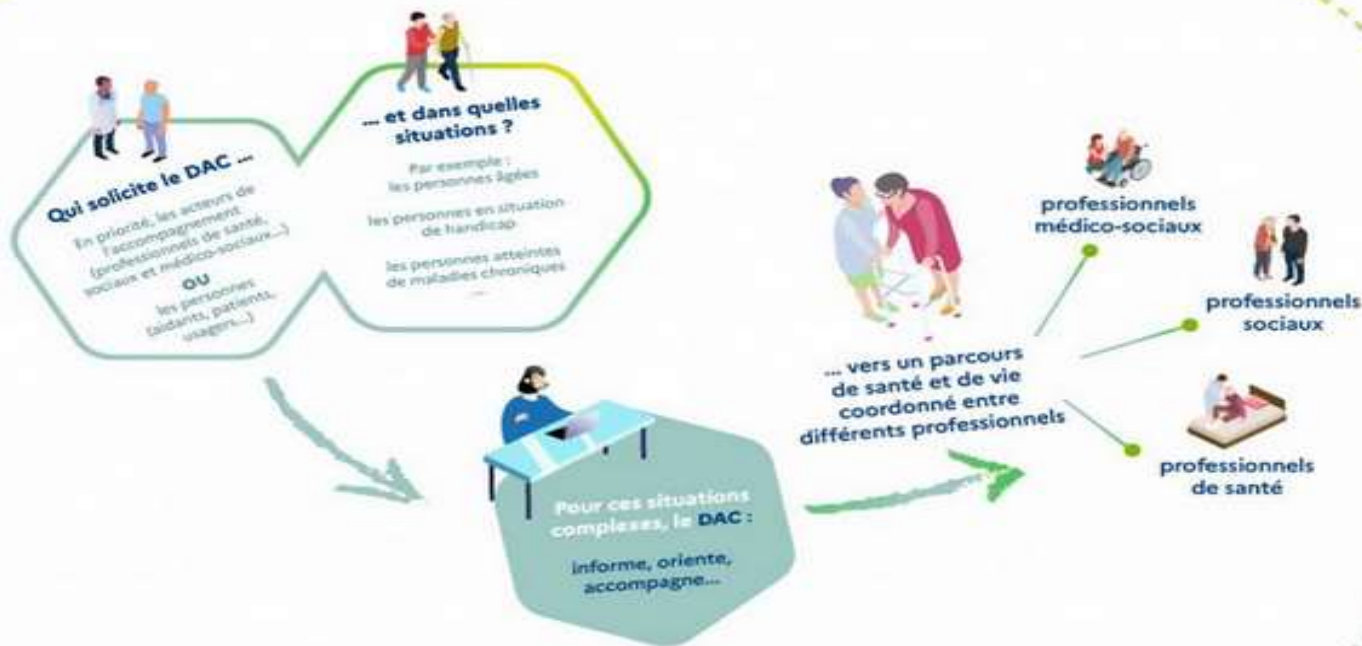 Qui solicite le DAC ...
En priorité, les acteurs de
l'accompagnement
(professionnels de santé,
sociaux et médico-sociaux...)
OU
les personnes
(aidants, patients,
usagers...)
... et dans quelles
situations ?
Par exemple :
les personnes âgées
les personnes en situation
de handicap
les personnes atteintes
de maladies chroniques
...
Pour ces situations
complexes, le DAC :
informe, oriente,
accompagne...
... vers un parcours
de santé et de vie
coordonné entre
différents professionnels
professionnels
médico-sociaux
professionnels
sociaux
professionnels
de santé